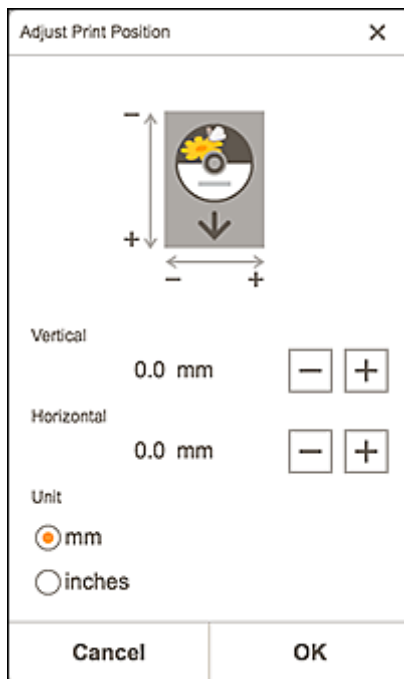 Adjust Print Position ×
−
+
− +
Vertical
0.0 mm − +
Horizontal
0.0 mm − +
Unit
mm
inches
Cancel OK